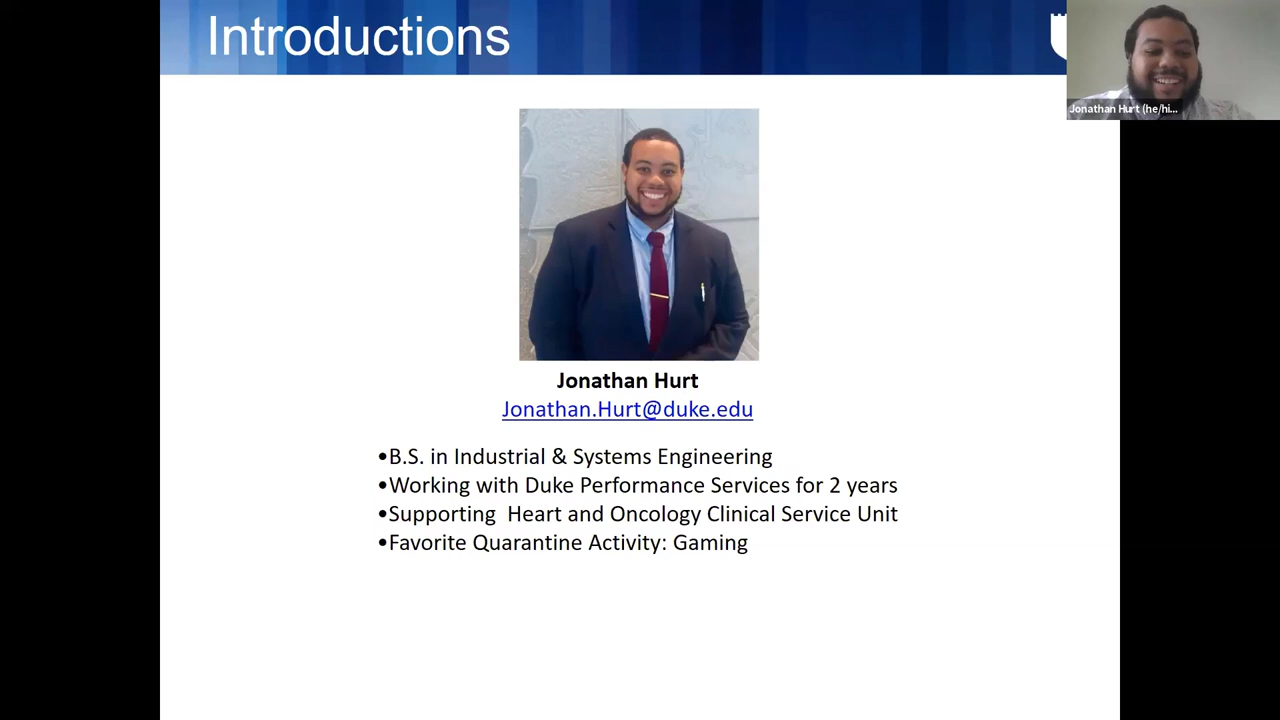 Introductions
Jonathan Hurt (he/hi...
Jonathan Hurt
Jonathan.Hurt@duke.edu
•B.S. in Industrial & Systems Engineering
•Working with Duke Performance Services for 2 years
•Supporting  Heart and Oncology Clinical Service Unit
•Favorite Quarantine Activity: Gaming